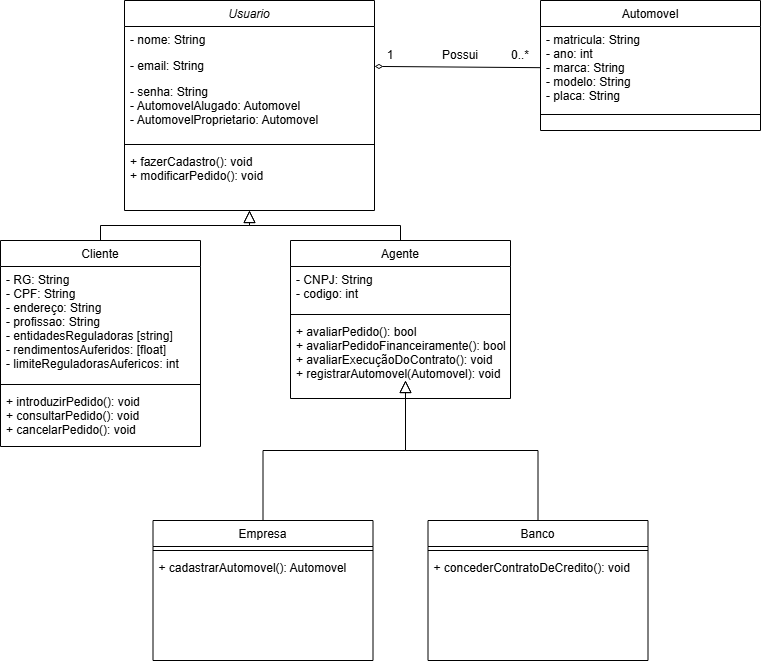 Usuario
- nome: String
- email: String
- senha: String
- AutomovelAlugado: Automovel
- AutomovelProprietario: Automovel
+ fazerCadastro(): void
+ modificarPedido(): void
1
Possui
0..*
Automovel
- matricula: String
- ano: int
- marca: String
- modelo: String
- placa: String
Cliente
- RG: String
- CPF: String
- endereço: String
- profissao: String
- entidadesReguladoras [string]
- rendimentosAuferidos: [float]
- limiteReguladorasAufericos: int
+ introduzirPedido(): void
+ consultarPedido(): void
+ cancelarPedido(): void
Agente
- CNPJ: String
- codigo: int
+ avaliarPedido(): bool
+ avaliarPedidoFinanceiramente(): bool
+ avaliarExecuçãoDoContrato(): void
+ registrarAutomovel(Automovel): void
Empresa
+ cadastrarAutomovel(): Automovel
Banco
+ concederContratoDeCredito(): void